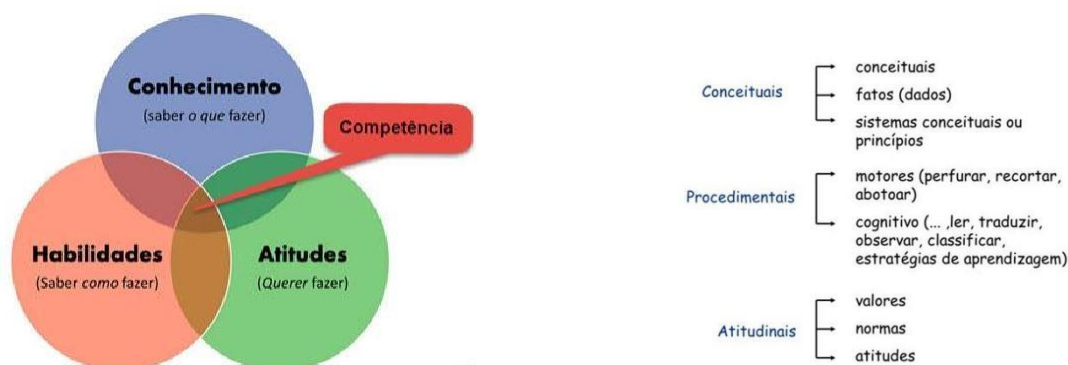 Conhecimento
(saber o que fazer)
Competência
Habilidades
(Saber como fazer)
Atitudes
(Querer fazer)
Conceituais
conceituais
fatos (dados)
sistemas conceituais ou
princípios
Procedimentais
motores (perfurar, recortar,
abotoar)
cognitivo (... ,ler, traduzir,
observar, classificar,
estratégias de aprendizagem)
Atitudinais
valores
normas
atitudes